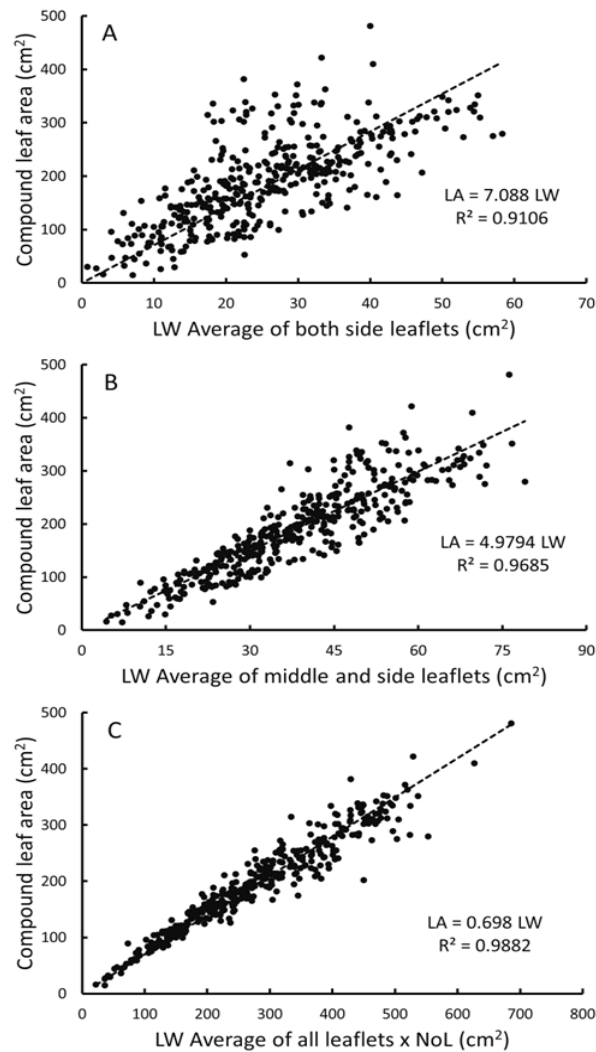 A
Compound leaf area (cm²)
500
400
300
200
100
0
LA = 7.088 LW
R² = 0.9106
0 10 20 30 40 50 60 70
LW Average of both side leaflets (cm²)
B
Compound leaf area (cm²)
500
400
300
200
100
0
LA = 4.9794 LW
R² = 0.9685
0 15 30 45 60 75 90
LW Average of middle and side leaflets (cm²)
C
Compound leaf area (cm²)
500
400
300
200
100
0
LA = 0.698 LW
R² = 0.9882
0 100 200 300 400 500 600 700 800
LW Average of all leaflets x NoL (cm²)